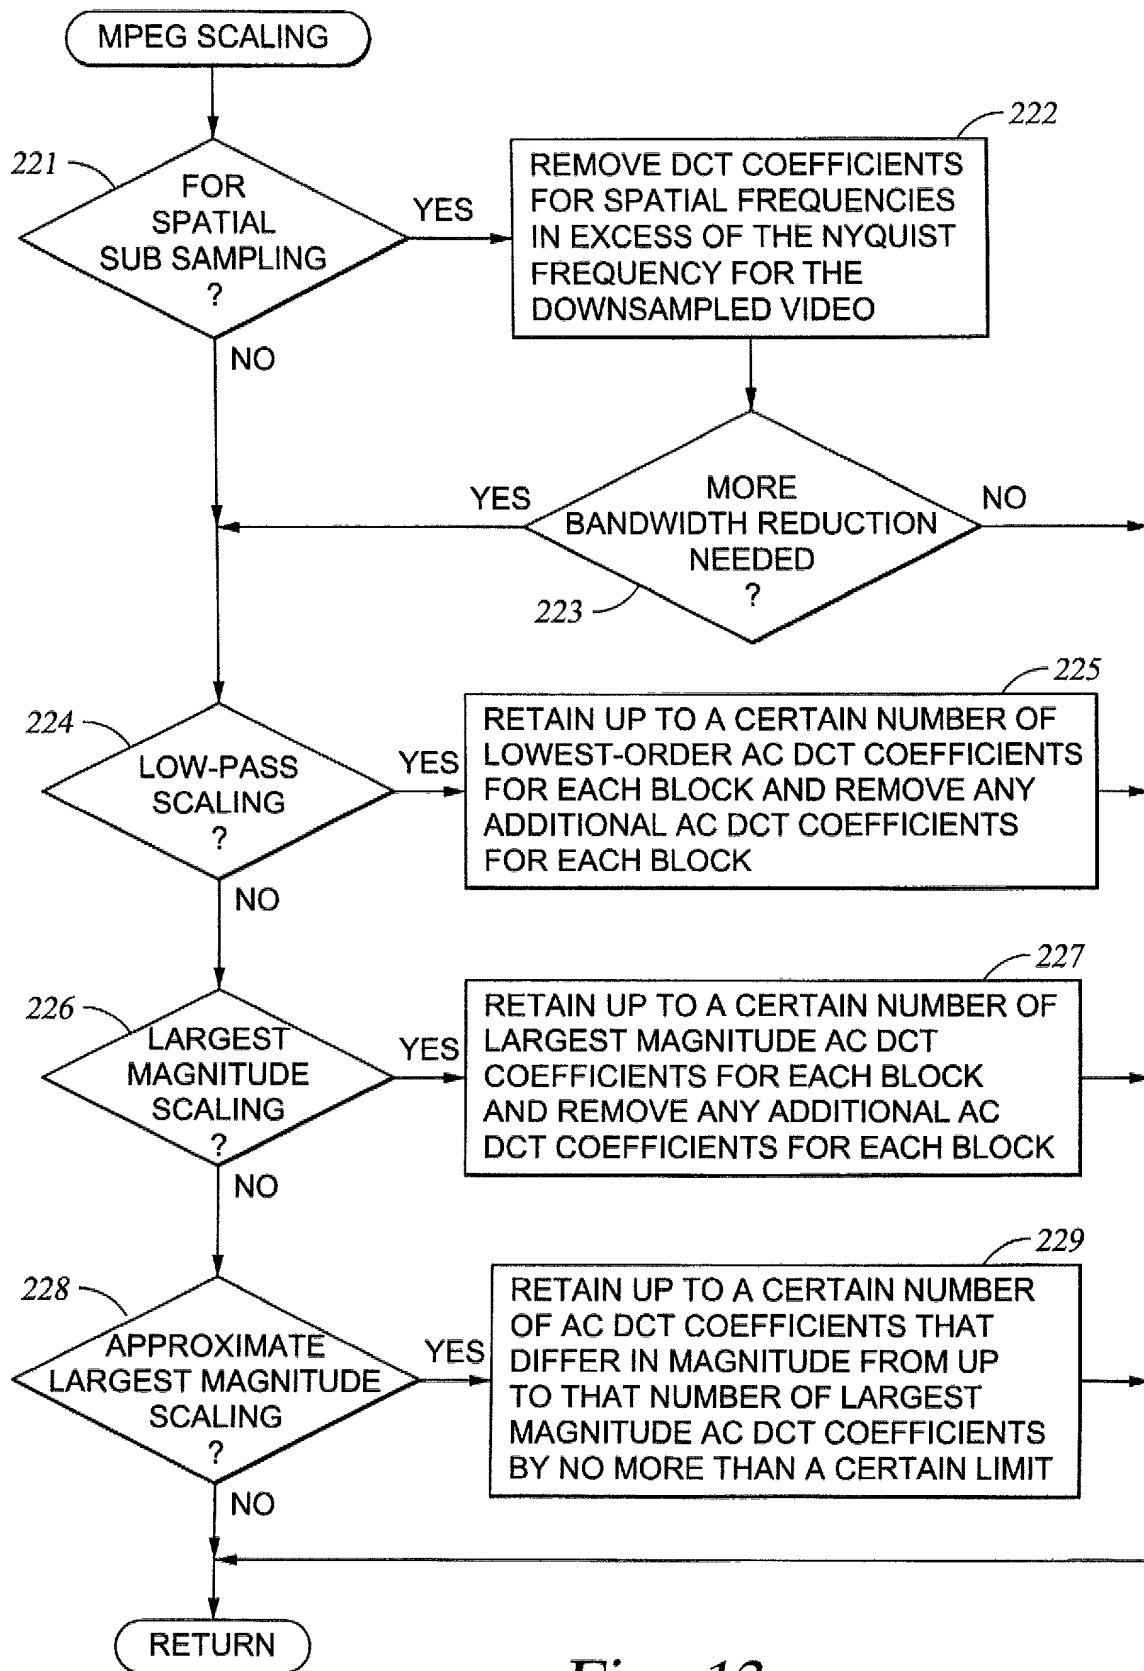 MPEG SCALING
221
FOR
SPATIAL
SUB SAMPLING
?
YES
NO
222
REMOVE DCT COEFFICIENTS
FOR SPATIAL FREQUENCIES
IN EXCESS OF THE NYQUIST
FREQUENCY FOR THE
DOWNSAMPLED VIDEO
YES
MORE
BANDWIDTH REDUCTION
NEEDED
?
NO
223
224
LOW-PASS
SCALING
?
YES
NO
225
RETAIN UP TO A CERTAIN NUMBER OF
LOWEST-ORDER AC DCT COEFFICIENTS
FOR EACH BLOCK AND REMOVE ANY
ADDITIONAL AC DCT COEFFICIENTS
FOR EACH BLOCK
226
LARGEST
MAGNITUDE
SCALING
?
YES
NO
227
RETAIN UP TO A CERTAIN NUMBER OF
LARGEST MAGNITUDE AC DCT
COEFFICIENTS FOR EACH BLOCK
AND REMOVE ANY ADDITIONAL AC
DCT COEFFICIENTS FOR EACH BLOCK
228
APPROXIMATE
LARGEST MAGNITUDE
SCALING
?
YES
NO
229
RETAIN UP TO A CERTAIN NUMBER
OF AC DCT COEFFICIENTS THAT
DIFFER IN MAGNITUDE FROM UP
TO THAT NUMBER OF LARGEST
MAGNITUDE AC DCT COEFFICIENTS
BY NO MORE THAN A CERTAIN LIMIT
RETURN